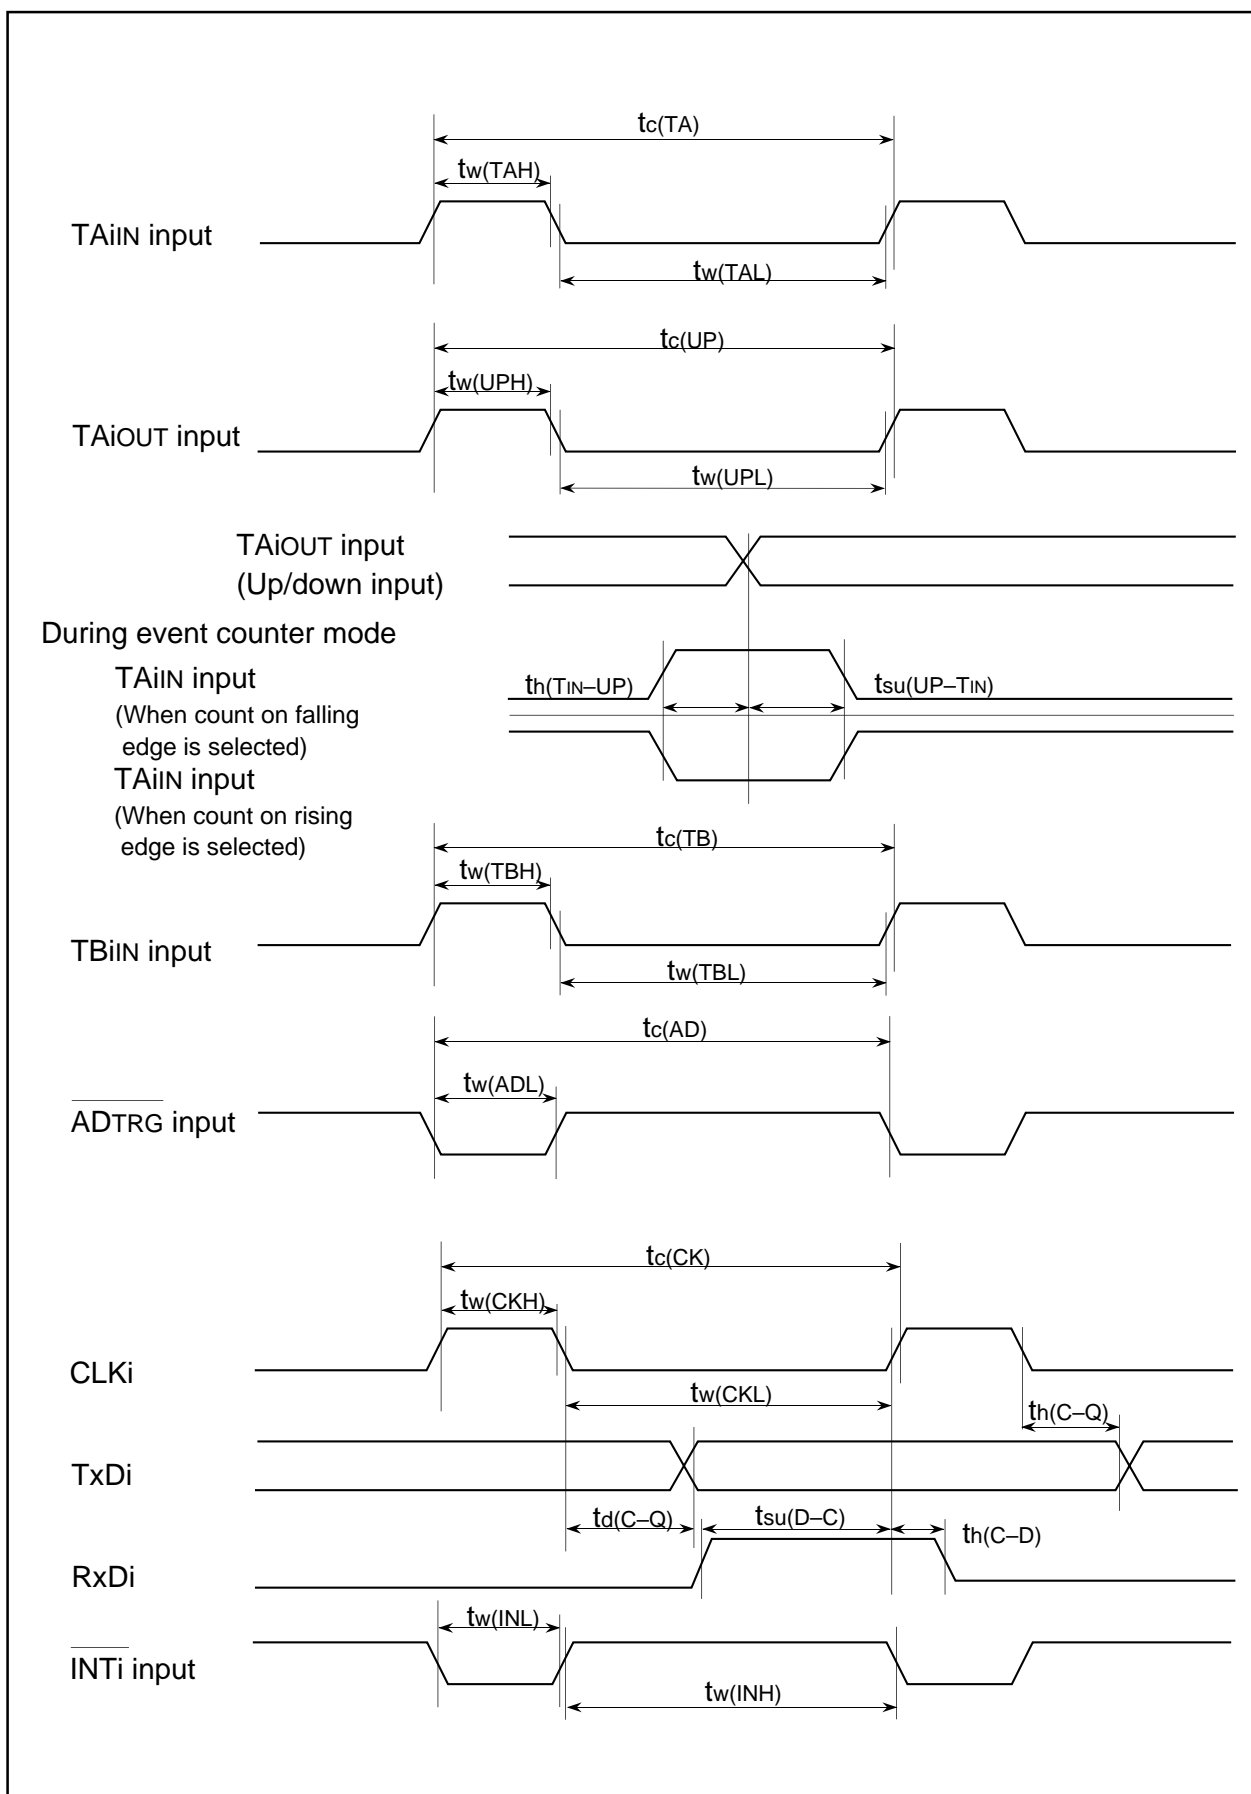 tc(TA)
tw(TAH)
TAiIN input
tw(TAL)
tc(UP)
tw(UPH)
TAiOUT input
tw(UPL)
TAiOUT input
(Up/down input)
During event counter mode
TAiIN input
(When count on falling
edge is selected)
th(TIN–UP)
tsu(UP–TIN)
TAiIN input
(When count on rising
edge is selected)
tc(TB)
tw(TBH)
TBiIN input
tw(TBL)
tc(AD)
tw(ADL)
ADTRG input
tc(CK)
tw(CKH)
CLKi
tw(CKL)
th(C–Q)
TxDi
td(C–Q)
tsu(D–C)
th(C–D)
RxDi
tw(INL)
INTi input
tw(INH)